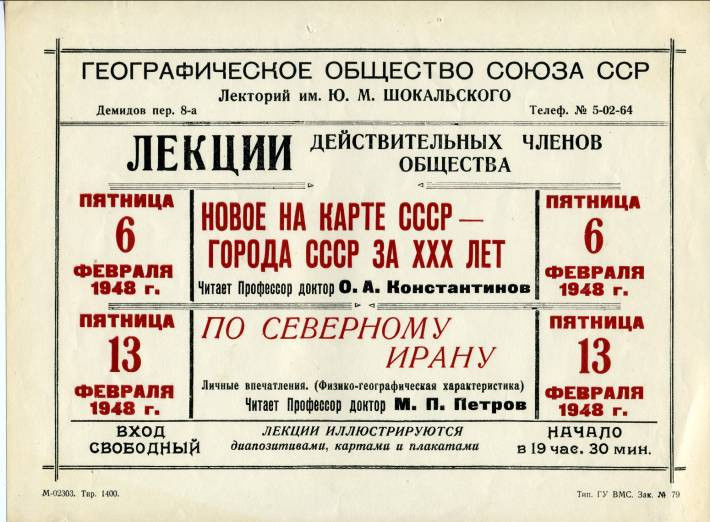 ГЕОГРАФИЧЕСКОЕ ОБЩЕСТВО СОЮЗА ССР
Лекторий им. Ю. М. ШОКАЛЬСКОГО
Демидов пер. 8-а
Телеф. № 5-02-64
ЛЕКЦИИ
ДЕЙСТВИТЕЛЬНЫХ ЧЛЕНОВ
ОБЩЕСТВА
ПЯТНИЦА
6
ФЕВРАЛЯ
1948 г.
НОВОЕ НА КАРТЕ СССР —
ГОРОДА СССР ЗА XXX ЛЕТ
Читает Профессор доктор О. А. Константинов
ПЯТНИЦА
6
ФЕВРАЛЯ
1948 г.
ПЯТНИЦА
13
ФЕВРАЛЯ
1948 г.
ПО СЕВЕРНОМУ
ИРАНУ
Личные впечатления. (Физико-географическая характеристика)
Читает Профессор доктор М. П. Петров
ПЯТНИЦА
13
ФЕВРАЛЯ
1948 г.
ВХОД
СВОБОДНЫЙ
ЛЕКЦИИ ИЛЛЮСТРИРУЮТСЯ
диапозитивами, картами и плакатами
НАЧАЛО
в 19 час. 30 мин.
М-02303. Тир. 1400.
Тип. ГУ ВМС. Зак. № 79